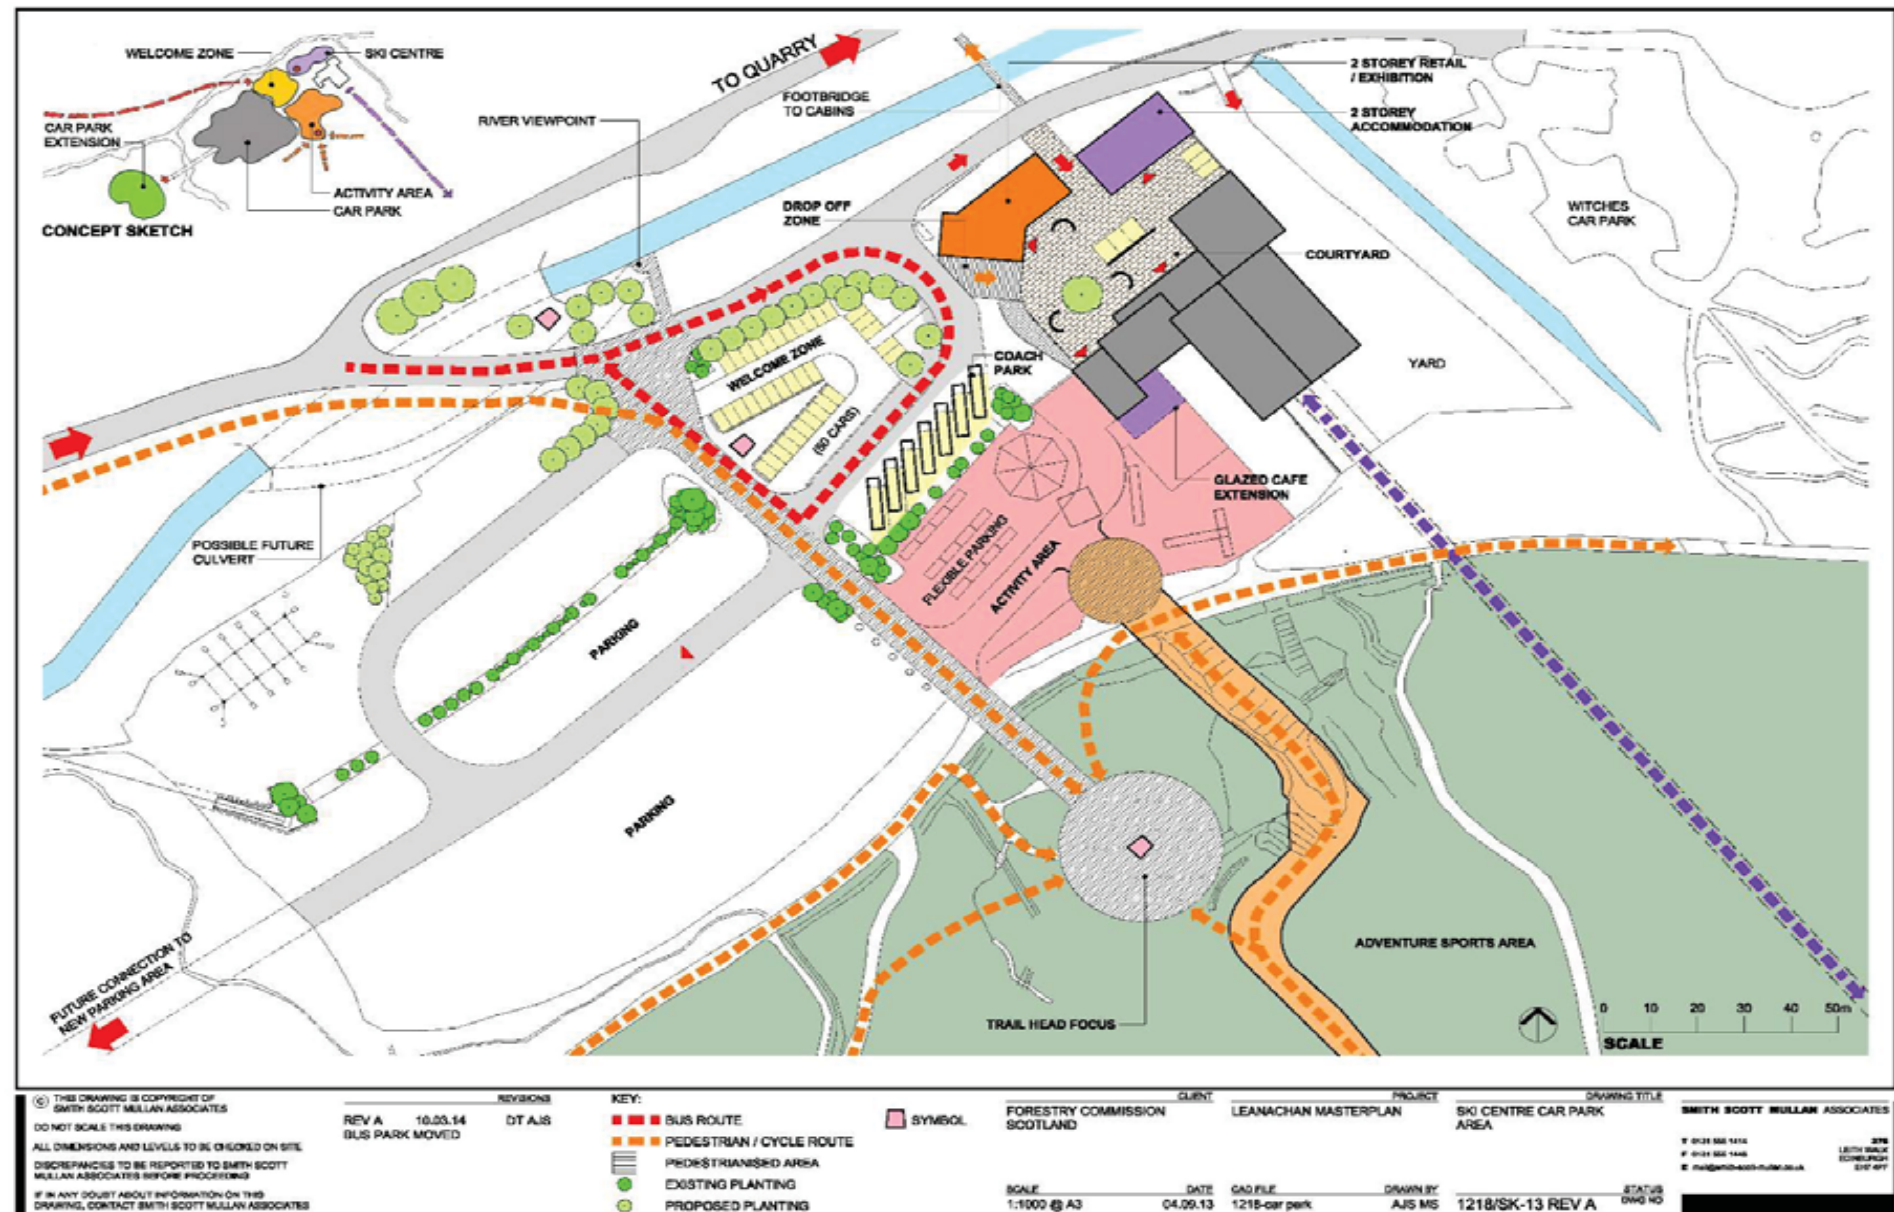 WELCOME ZONE
SKI CENTRE
CAR PARK
EXTENSION
ACTIVITY AREA
CAR PARK
CONCEPT SKETCH
TO QUARRY
RIVER VIEWPOINT
FOOTBRIDGE
TO CABINS
2 STOREY RETAIL
/ EXHIBITION
2 STOREY
ACCOMMODATION
DROP OFF
ZONE
WITCHES
CAR PARK
COURTYARD
YARD
COACH
PARK
WELCOME ZONE
(50 CARS)
GLAZED CAFE
EXTENSION
POSSIBLE FUTURE
CULVERT
FLEXIBLE PARKING
ACTIVITY AREA
PARKING
PARKING
ADVENTURE SPORTS AREA
TRAIL HEAD FOCUS
FUTURE CONNECTION TO
NEW PARKING AREA
0 10 20 30 40 50m
SCALE
© THIS DRAWING IS COPYRIGHT OF
SMITH SCOTT MULLAN ASSOCIATES
DO NOT SCALE THIS DRAWING
ALL DIMENSIONS AND LEVELS TO BE CHECKED ON SITE
DISCREPANCIES TO BE REPORTED TO SMITH SCOTT
MULLAN ASSOCIATES BEFORE PROCEEDING
IF IN ANY DOUBT ABOUT INFORMATION ON THIS
DRAWING, CONTACT SMITH SCOTT MULLAN ASSOCIATES
REVISIONS
REV A 10.03.14 DT AJS
BUS PARK MOVED
KEY:
BUS ROUTE
PEDESTRIAN / CYCLE ROUTE
PEDESTRIANISED AREA
EXISTING PLANTING
PROPOSED PLANTING
SYMBOL
CLIENT
FORESTRY COMMISSION
SCOTLAND
PROJECT
LEANACHAN MASTERPLAN
DRAWING TITLE
SKI CENTRE CAR PARK
AREA
SCALE
1:1000 @ A3
DATE
04.09.13
CAD FILE
1218-car park
DRAWN BY
AJS MS
STATUS
DWG NO
1218/SK-13 REV A
SMITH SCOTT MULLAN ASSOCIATES
378
LEITH WALK
EDINBURGH